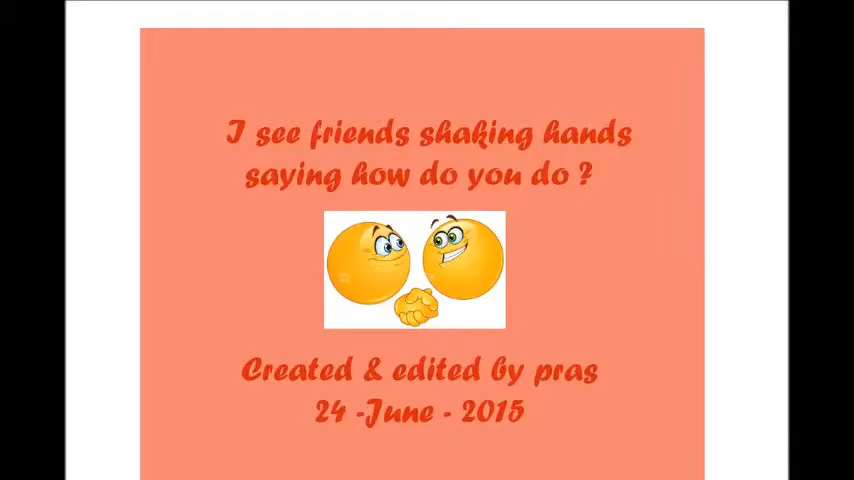 I see friends shaking hands
saying how do you do ?
Created & edited by pras
24 -June - 2015